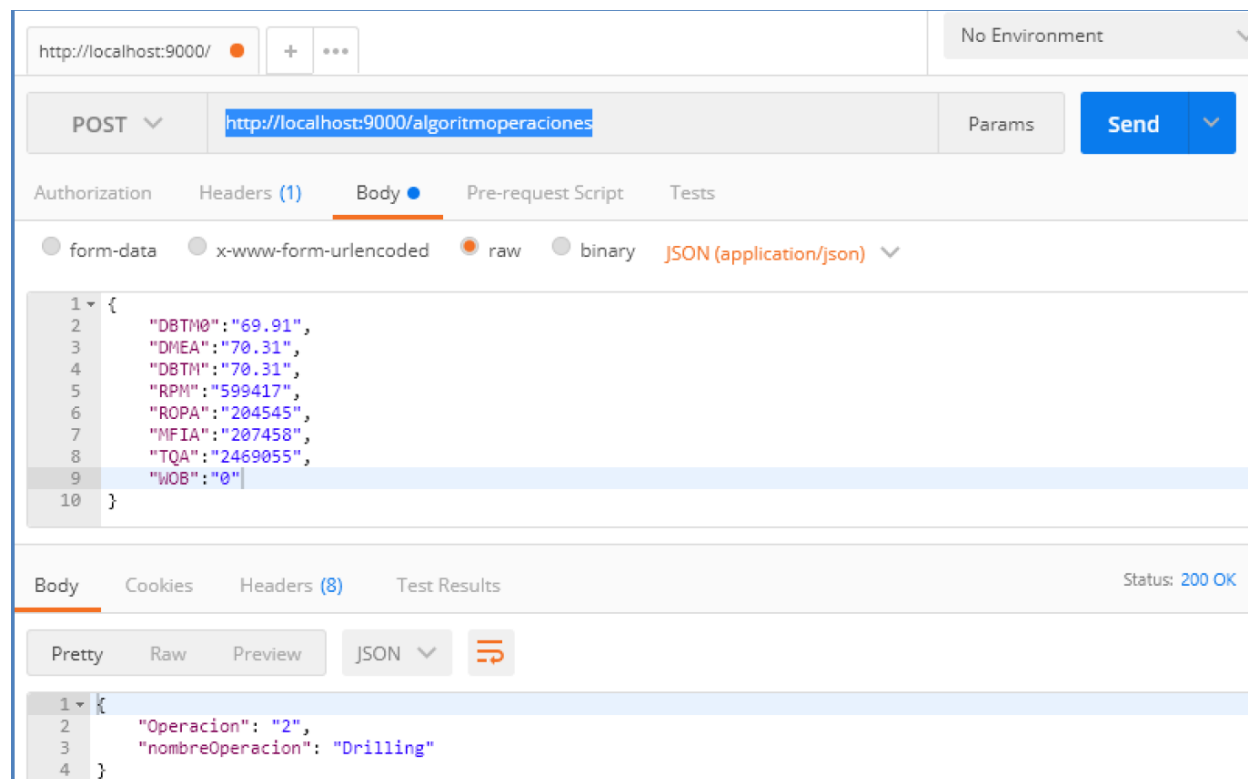 http://localhost:9000/
+
•••
No Environment
POST
http://localhost:9000/algoritmoperaciones
Params
Send
Authorization
Headers (1)
Body
Pre-request Script
Tests
form-data
x-www-form-urlencoded
raw
binary
JSON (application/json)
1 {
2 "DBTM0":"69.91",
3 "DMEA":"70.31",
4 "DBTM":"70.31",
5 "RPM":"599417",
6 "ROPA":"204545",
7 "MFIA":"207458",
8 "TQA":"2469055",
9 "WOB":"0"
10 }
Body
Cookies
Headers (8)
Test Results
Status: 200 OK
Pretty
Raw
Preview
JSON
1 {
2 "Operacion": "2",
3 "nombreOperacion": "Drilling"
4 }